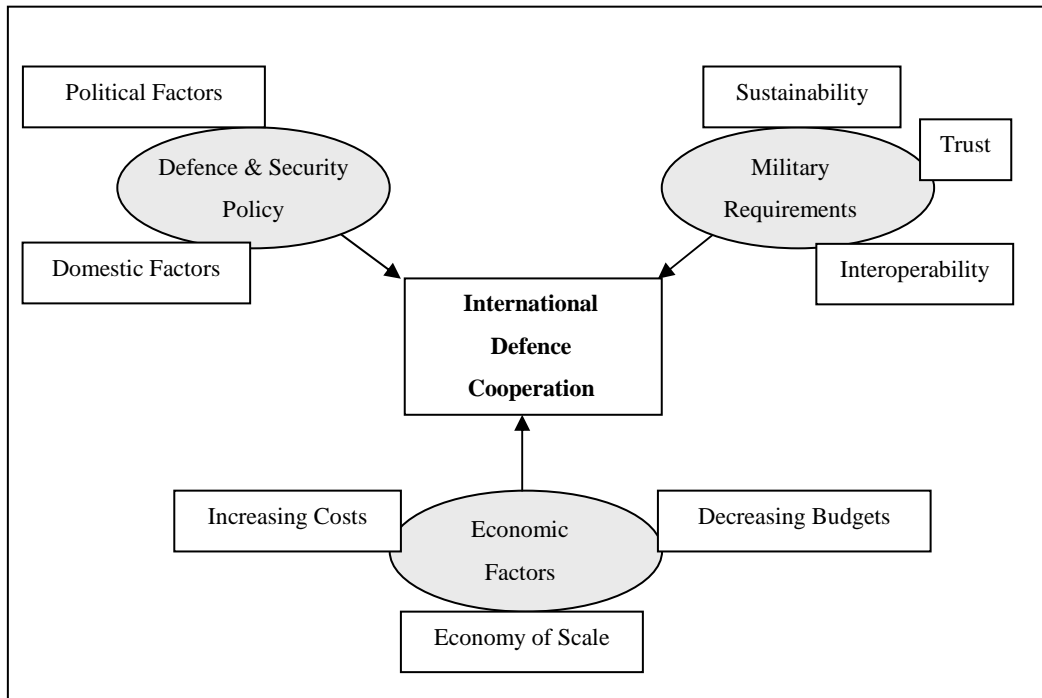 Political Factors
Defence & Security
Policy
Domestic Factors
Sustainability
Trust
Military
Requirements
Interoperability
International
Defence
Cooperation
Increasing Costs
Economic
Factors
Decreasing Budgets
Economy of Scale